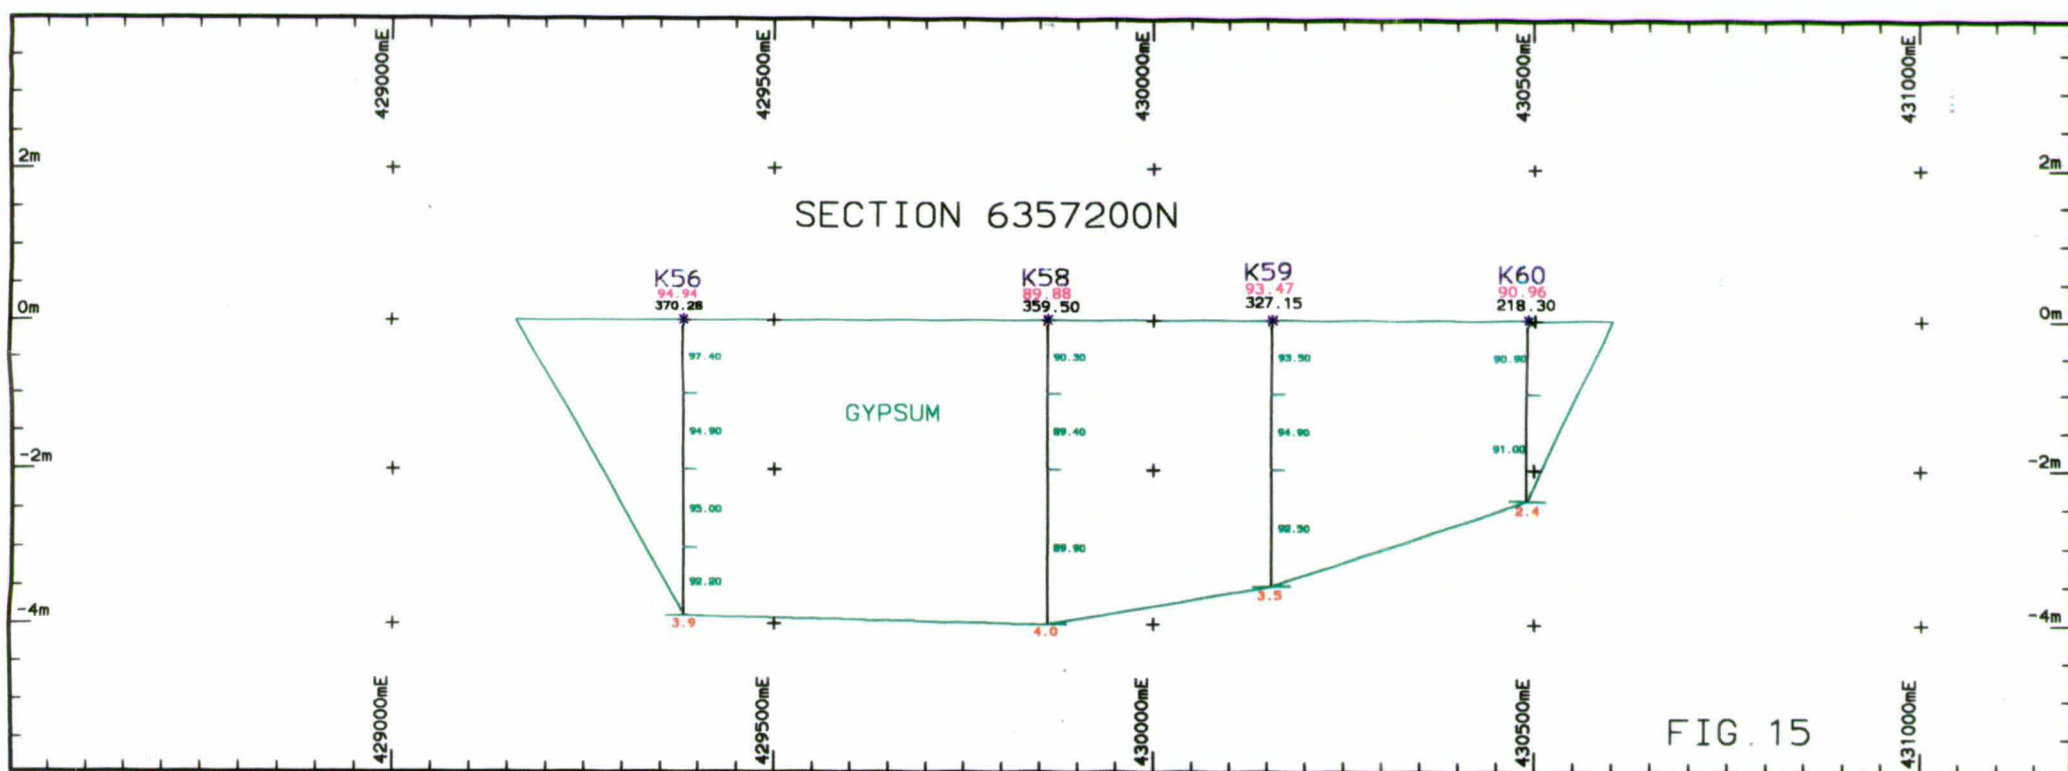 429000mE 429500mE 430000mE 430500mE 431000mE
2m 2m
SECTION 6357200N
K56 K58 K59 K60
94.94 89.88 93.47 90.96
370.28 359.50 327.15 218.30
0m 0m
97.40 90.30 93.50 90.90
GYPSUM
94.90 89.40 94.90 91.00
-2m -2m
95.00 89.90 92.50 2.4
92.20
3.5
-4m -4m
3.9 4.0
429000mE 429500mE 430000mE 430500mE 431000mE
FIG.15